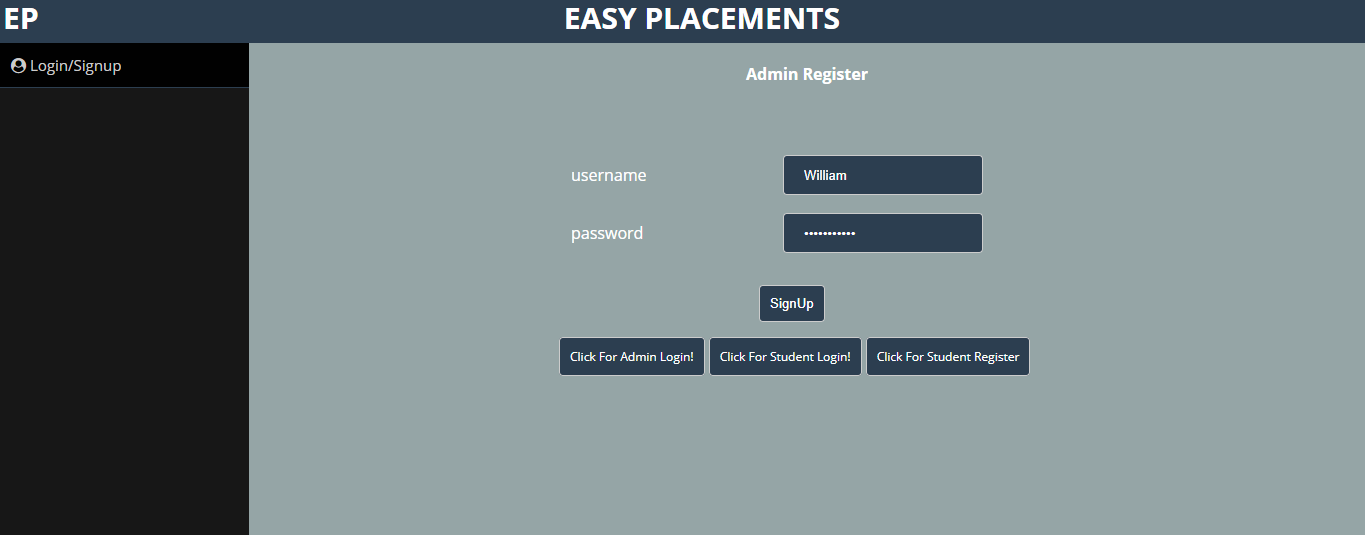 EP EASY PLACEMENTS
Login/Signup
Admin Register
username William
password •••••••••••
SignUp
Click For Admin Login! Click For Student Login! Click For Student Register